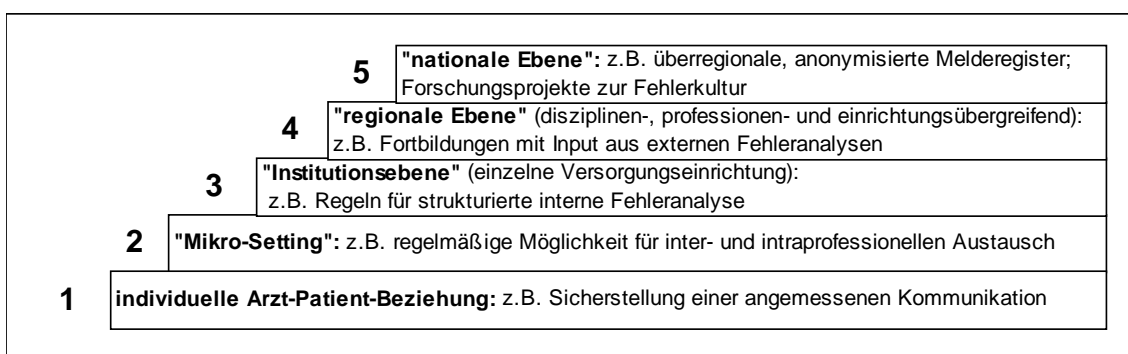 5 "nationale Ebene": z.B. überregionale, anonymisierte Melderegister;
Forschungsprojekte zur Fehlerkultur
4 "regionale Ebene" (disziplinen-, professionen- und einrichtungsübergreifend):
z.B. Fortbildungen mit Input aus externen Fehleranalysen
3 "Institutionsebene" (einzelne Versorgungseinrichtung):
z.B. Regeln für strukturierte interne Fehleranalyse
2 "Mikro-Setting": z.B. regelmäßige Möglichkeit für inter- und intraprofessionellen Austausch
1 individuelle Arzt-Patient-Beziehung: z.B. Sicherstellung einer angemessenen Kommunikation